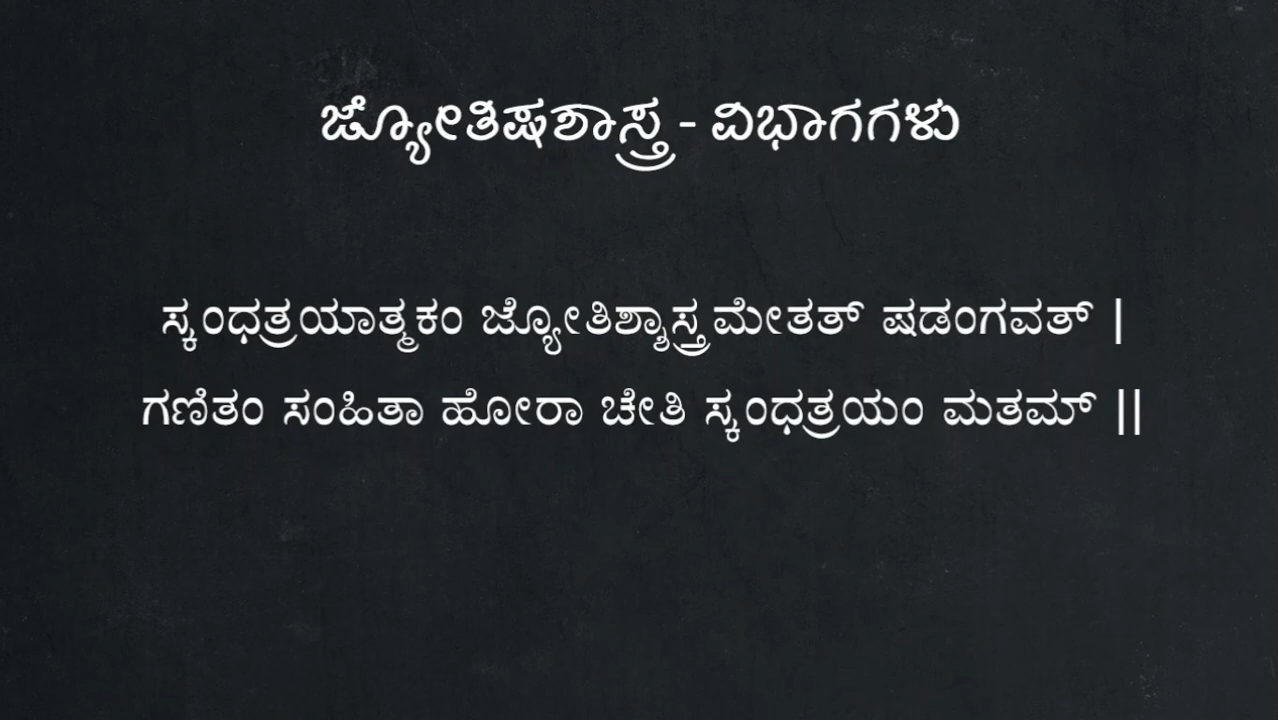 ಜ್ಯೋತಿಷಶಾಸ್ತ್ರ - ವಿಭಾಗಗಳು
ಸ್ಕಂಧತ್ರಯಾತ್ಮಕಂ ಜ್ಯೋತಿಶ್ಶಾಸ್ತ್ರಮೇತತ್ ಷಡಂಗವತ್ |
ಗಣಿತಂ ಸಂಹಿತಾ ಹೋರಾ ಚೇತಿ ಸ್ಕಂಧತ್ರಯಂ ಮತಮ್ ||